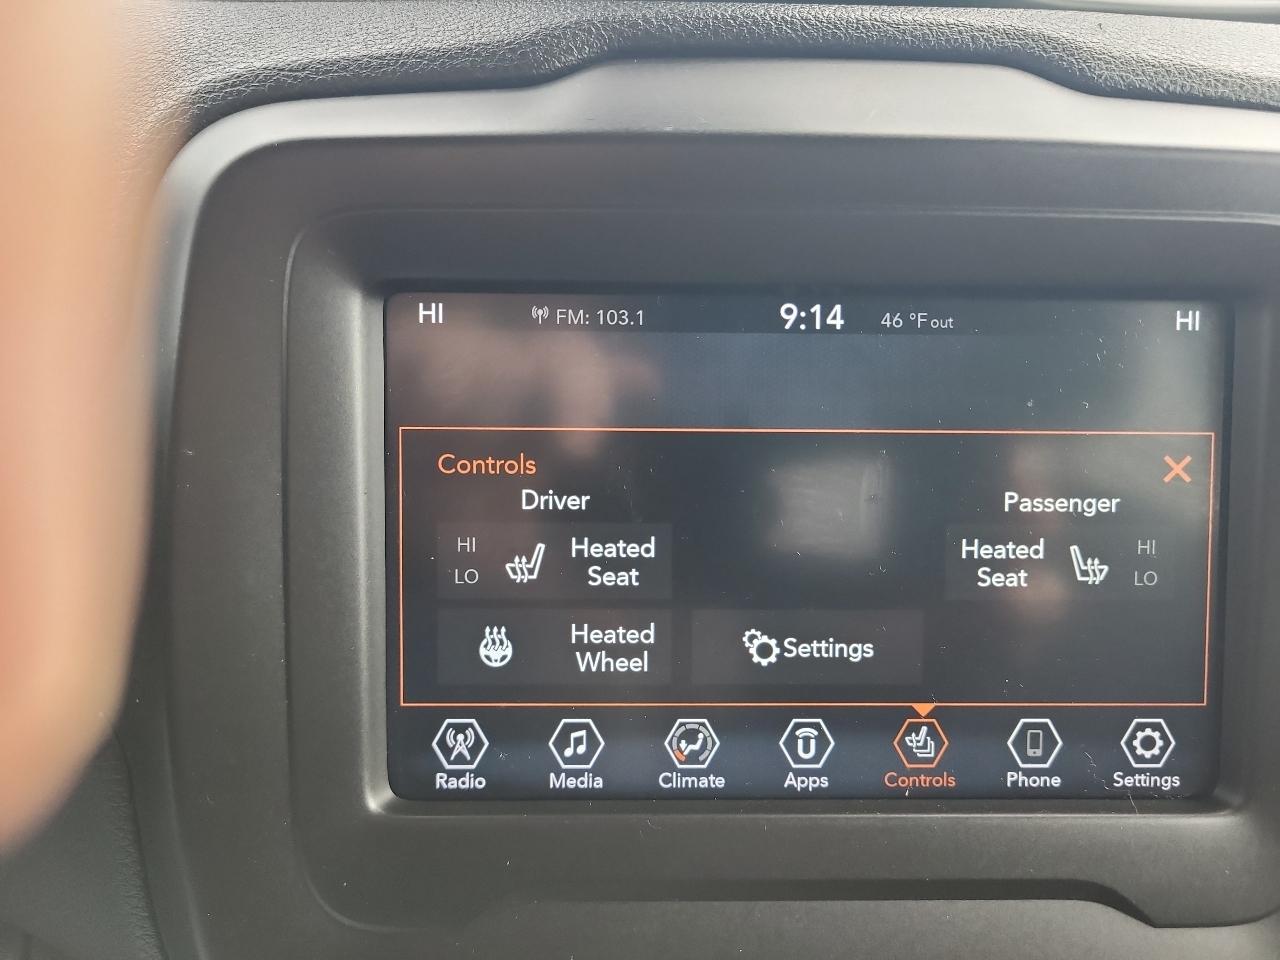 HI FM: 103.1 9:14 46 °F out HI
Controls
Driver Passenger
HI
LO
Heated
Seat
Heated
Seat
HI
LO
Heated
Wheel
Settings
Radio Media Climate U Apps Controls Phone Settings